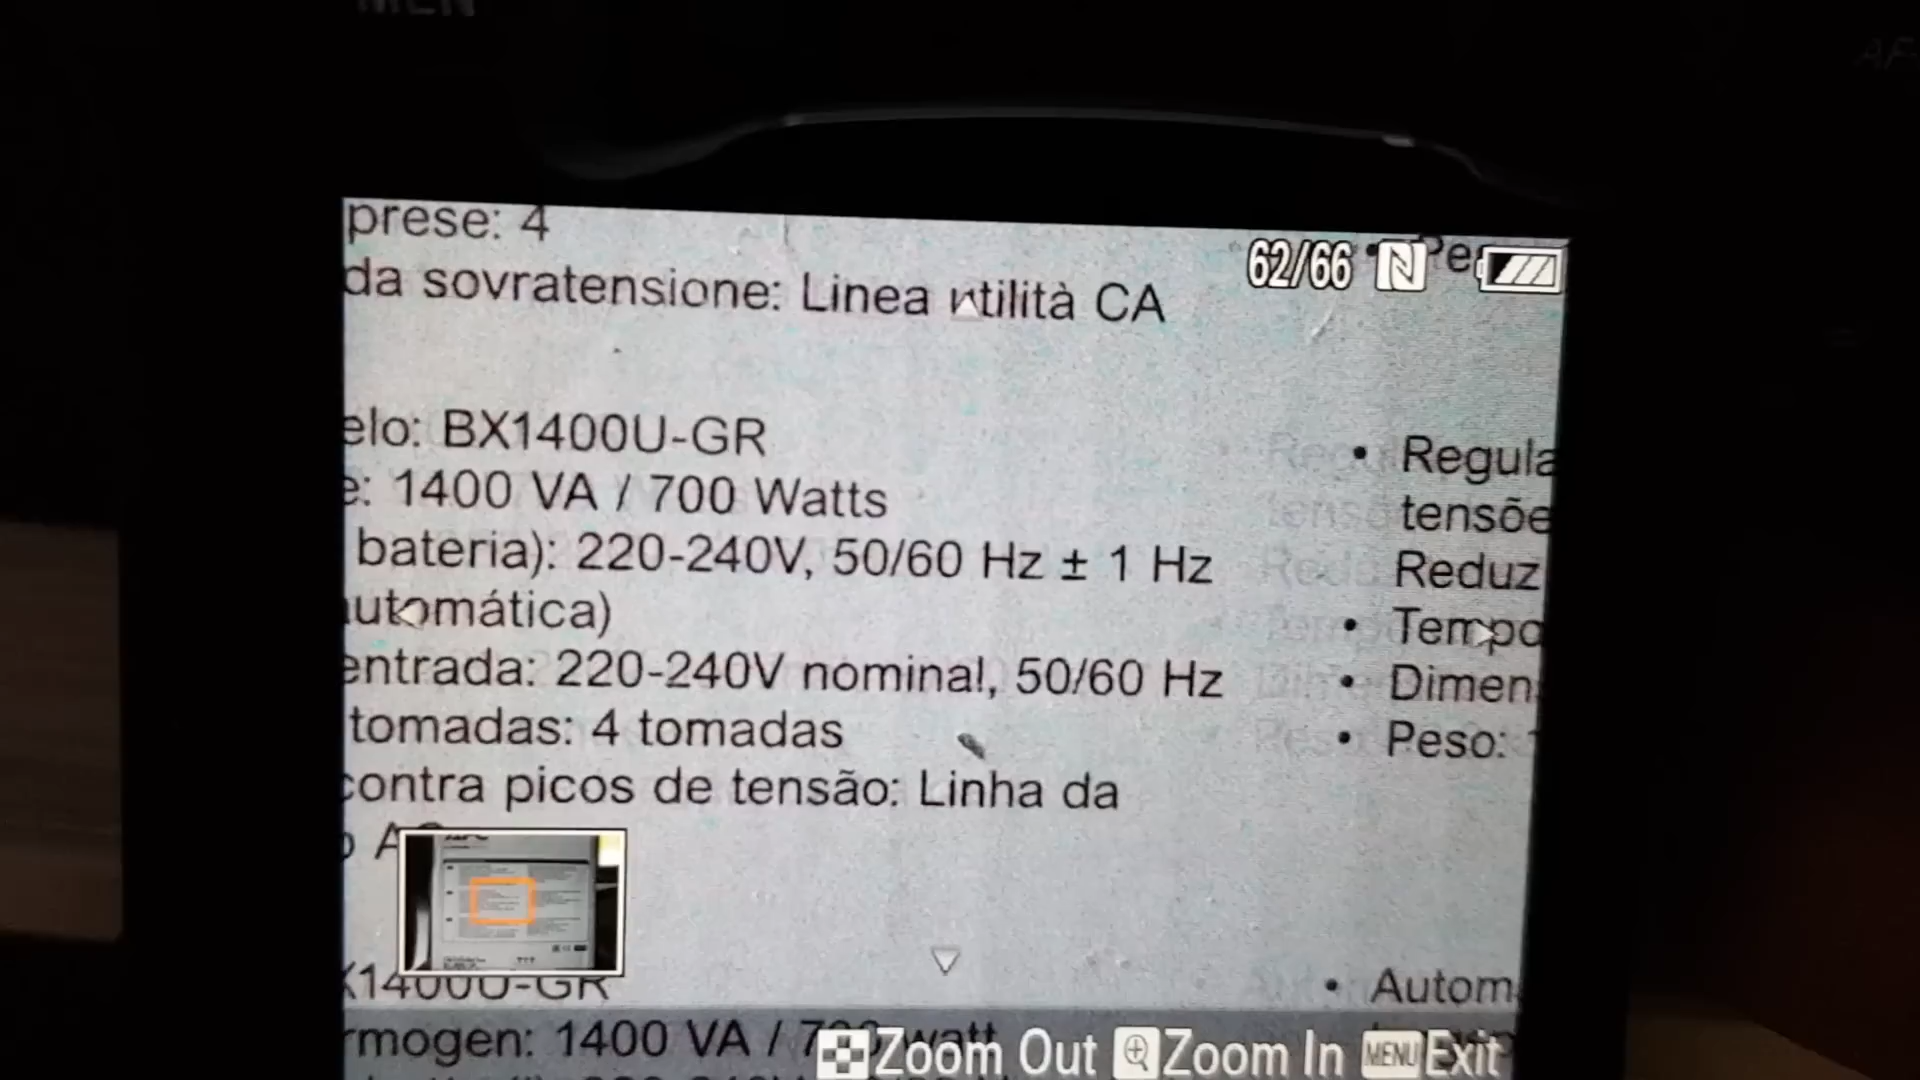 prese: 4
da sovratensione: Linea utilità CA
62/66
elo: BX1400U-GR
e: 1400 VA / 700 Watts
bateria): 220-240V, 50/60 Hz ± 1 Hz
utomática)
entrada: 220-240V nominal, 50/60 Hz
tomadas: 4 tomadas
contra picos de tensão: Linha da
• Regula
tensõe
Reduz
• Tempo
• Dimen
• Peso:
X1400U-GR
• Autom
rmogen: 1400 VA / 700 watt
Zoom Out Zoom In MENU Exit